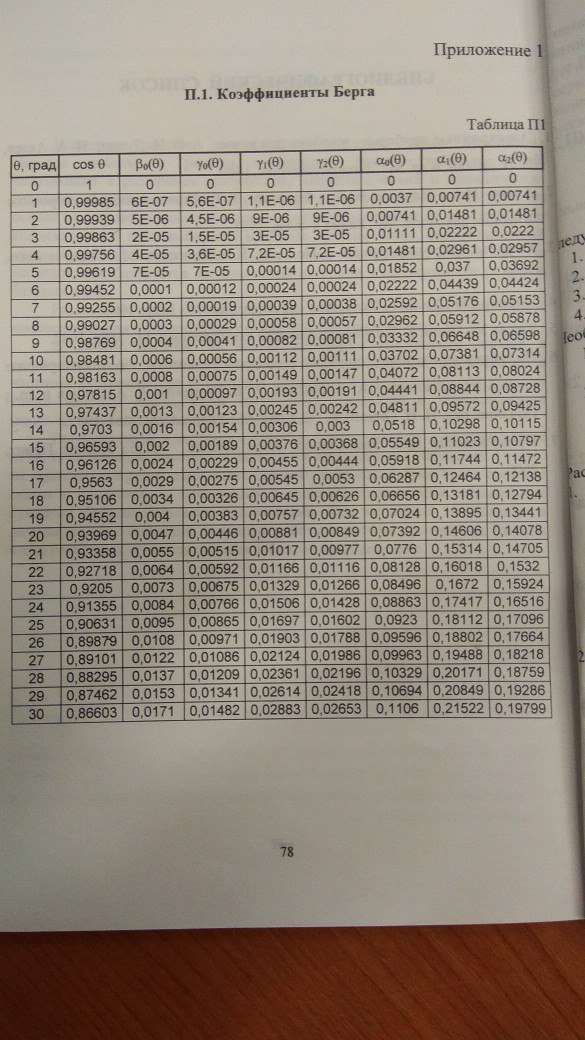 Приложение 1
П.1. Коэффициенты Берга
Таблица П1
θ, град cos θ β₀(θ) γ₀(θ) γ₁(θ) γ₂(θ) α₀(θ) α₁(θ) α₂(θ)
0 1 0 0 0 0 0 0 0
1 0,99985 6E-07 5,6E-07 1,1E-06 1,1E-06 0,0037 0,00741 0,00741
2 0,99939 5E-06 4,5E-06 9E-06 9E-06 0,00741 0,01481 0,01481
3 0,99863 2E-05 1,5E-05 3E-05 3E-05 0,01111 0,02222 0,0222
4 0,99756 4E-05 3,6E-05 7,2E-05 7,2E-05 0,01481 0,02961 0,02957
5 0,99619 7E-05 7E-05 0,00014 0,00014 0,01852 0,037 0,03692
6 0,99452 0,0001 0,00012 0,00024 0,00024 0,02222 0,04439 0,04424
7 0,99255 0,0002 0,00019 0,00039 0,00038 0,02592 0,05176 0,05153
8 0,99027 0,0003 0,00029 0,00058 0,00057 0,02962 0,05912 0,05878
9 0,98769 0,0004 0,00041 0,00082 0,00081 0,03332 0,06648 0,06598
10 0,98481 0,0006 0,00056 0,00112 0,00111 0,03702 0,07381 0,07314
11 0,98163 0,0008 0,00075 0,00149 0,00147 0,04072 0,08113 0,08024
12 0,97815 0,001 0,00097 0,00193 0,00191 0,04441 0,08844 0,08728
13 0,97437 0,0013 0,00123 0,00245 0,00242 0,04811 0,09572 0,09425
14 0,9703 0,0016 0,00154 0,00306 0,003 0,0518 0,10298 0,10115
15 0,96593 0,002 0,00189 0,00376 0,00368 0,05549 0,11023 0,10797
16 0,96126 0,0024 0,00229 0,00455 0,00444 0,05918 0,11744 0,11472
17 0,9563 0,0029 0,00275 0,00545 0,0053 0,06287 0,12464 0,12138
18 0,95106 0,0034 0,00326 0,00645 0,00626 0,06656 0,13181 0,12794
19 0,94552 0,004 0,00383 0,00757 0,00732 0,07024 0,13895 0,13441
20 0,93969 0,0047 0,00446 0,00881 0,00849 0,07392 0,14606 0,14078
21 0,93358 0,0055 0,00515 0,01017 0,00977 0,0776 0,15314 0,14705
22 0,92718 0,0064 0,00592 0,01166 0,01116 0,08128 0,16018 0,1532
23 0,9205 0,0073 0,00675 0,01329 0,01266 0,08496 0,1672 0,15924
24 0,91355 0,0084 0,00766 0,01506 0,01428 0,08863 0,17417 0,16516
25 0,90631 0,0095 0,00865 0,01697 0,01602 0,0923 0,18112 0,17096
26 0,89879 0,0108 0,00971 0,01903 0,01788 0,09596 0,18802 0,17664
27 0,89101 0,0122 0,01086 0,02124 0,01986 0,09963 0,19488 0,18218
28 0,88295 0,0137 0,01209 0,02361 0,02196 0,10329 0,20171 0,18759
29 0,87462 0,0153 0,01341 0,02614 0,02418 0,10694 0,20849 0,19286
30 0,86603 0,0171 0,01482 0,02883 0,02653 0,1106 0,21522 0,19799
78
1.
2.
3.
4.